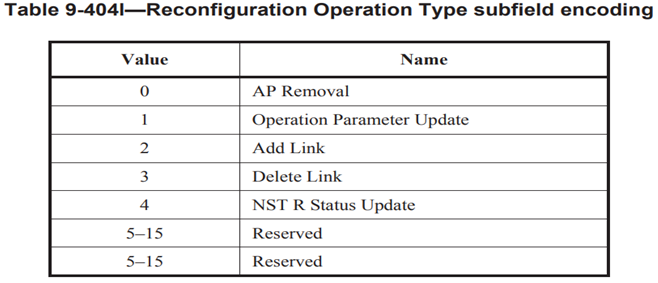 Table 9-404l—Reconfiguration Operation Type subfield encoding
Value Name
0 AP Removal
1 Operation Parameter Update
2 Add Link
3 Delete Link
4 NST R Status Update
5–15 Reserved
5–15 Reserved